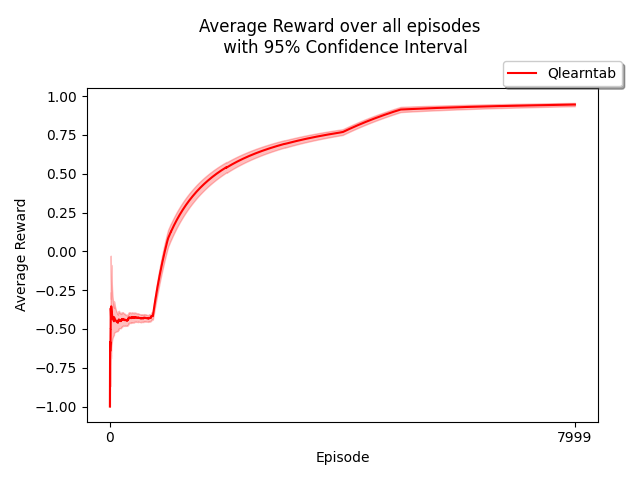 Average Reward over all episodes
with 95% Confidence Interval
Qlearntab
1.00
0.75
0.50
0.25
0.00
−0.25
−0.50
−0.75
−1.00
Average Reward
0
7999
Episode